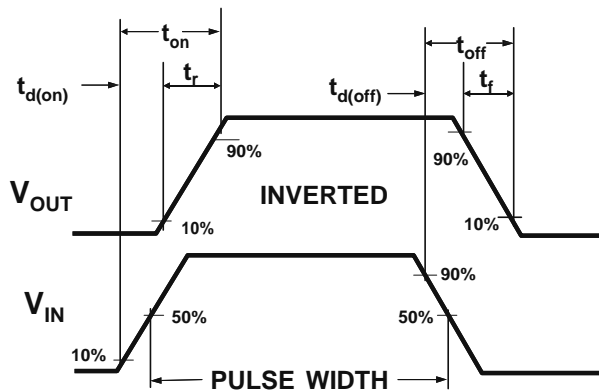 t_on
t_off
t_r
t_f
t_d(on)
t_d(off)
90%
90%
V_OUT
INVERTED
10%
10%
90%
V_IN
50%
50%
10%
PULSE WIDTH